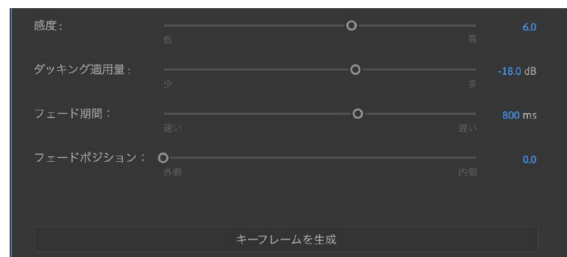 感度： 6.0
低 高
ダッキング適用量： -18.0 dB
少 多
フェード期間： 800 ms
速い 遅い
フェードポジション： 0.0
外側 内側
キーフレームを生成